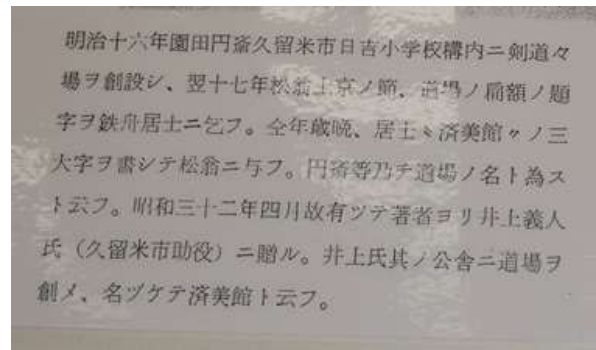 明治十六年園田円斎久留米市日吉小学校構内ニ剣道々
場ヲ創設シ、翌十七年松翁上京ノ節、道場ノ扁額ノ題
字ヲ鉄舟居士ニ乞フ。仝年歳晩、居士〝済美館〟ノ三
大字ヲ書シテ松翁ニ与フ。円斎等乃チ道場ノ名ト為ス
ト云フ。昭和三十二年四月故有ツテ著者ヨリ井上義人
氏（久留米市助役）ニ贈ル。井上氏其ノ公舎ニ道場ヲ
創メ、名ヅケテ済美館ト云フ。